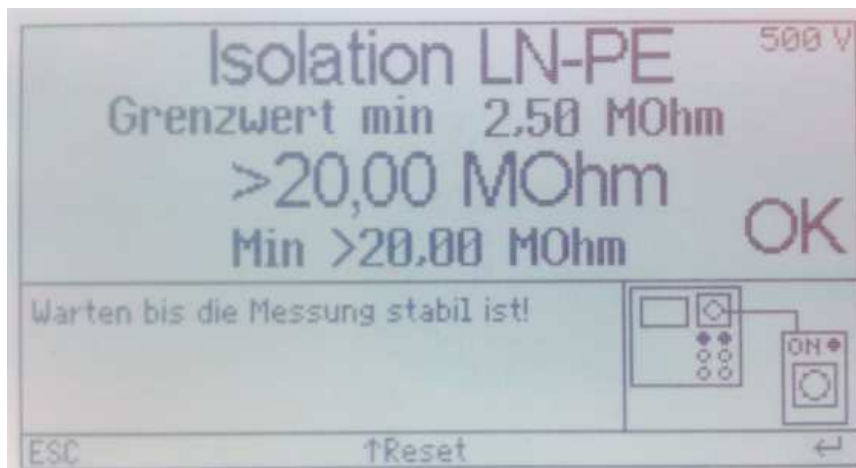 Isolation LN-PE 500 V
Grenzwert min 2,50 MOhm
>20,00 MOhm
OK
Min >20,00 MOhm
Warten bis die Messung stabil ist!
ON
ESC ↑Reset ↵